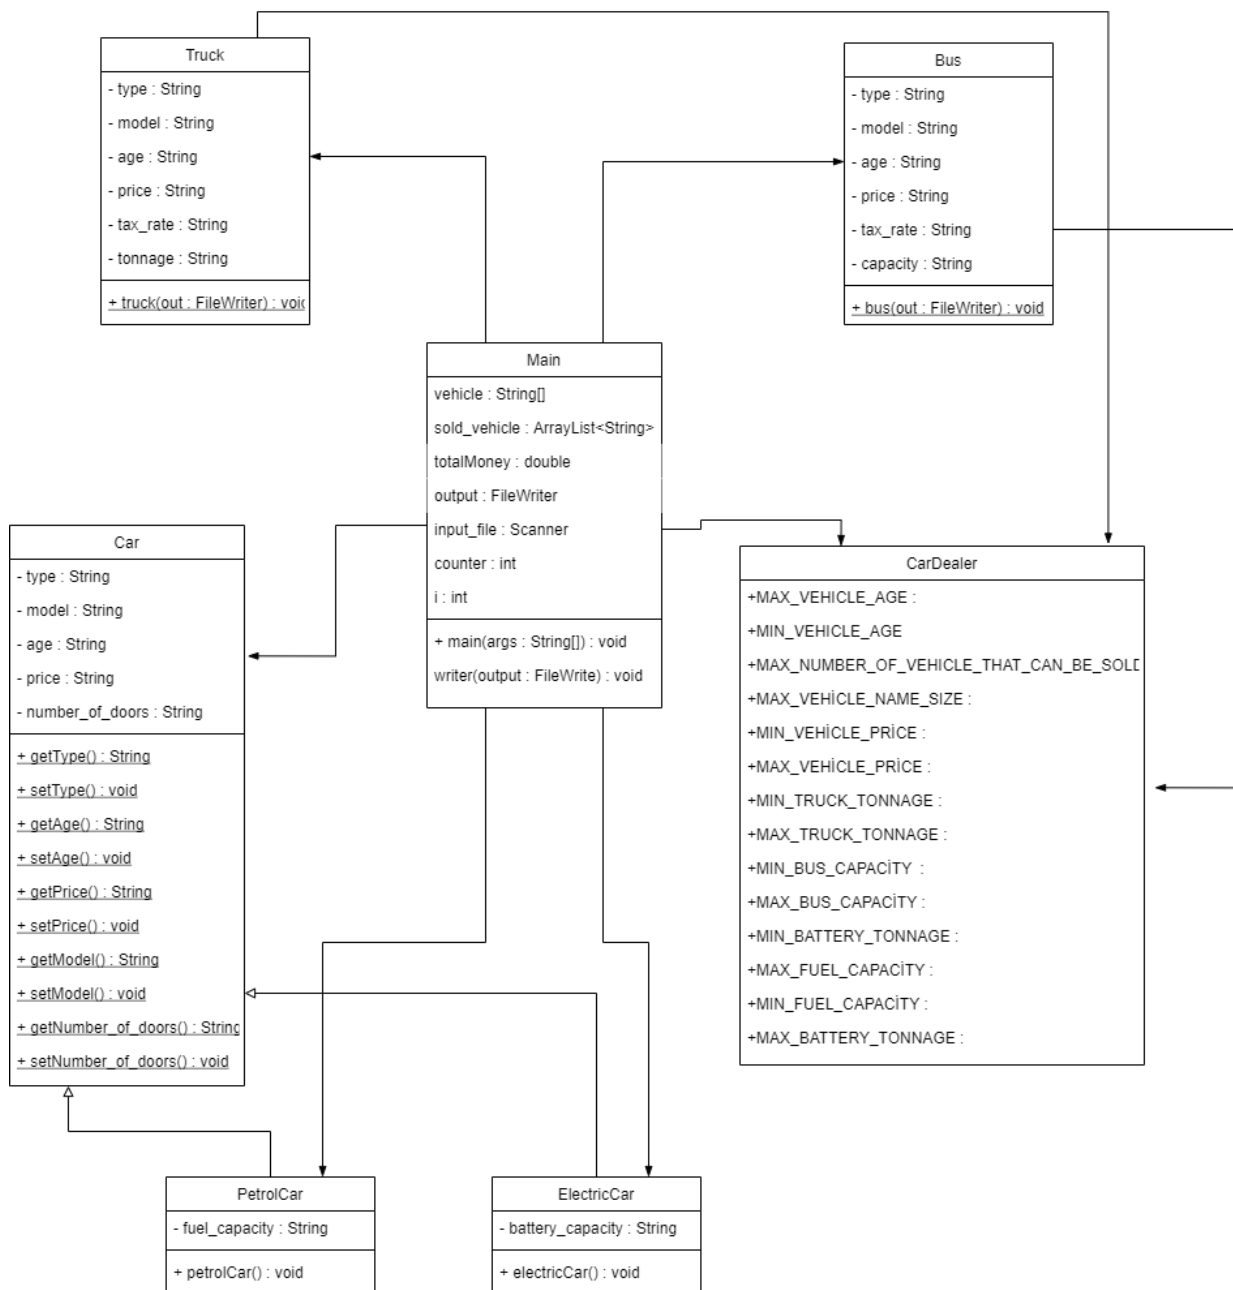 Truck
- type : String
- model : String
- age : String
- price : String
- tax_rate : String
- tonnage : String
+ truck(out : FileWriter) : void
Bus
- type : String
- model : String
- age : String
- price : String
- tax_rate : String
- capacity : String
+ bus(out : FileWriter) : void
Main
vehicle : String[]
sold_vehicle : ArrayList<String>
totalMoney : double
output : FileWriter
input_file : Scanner
counter : int
i : int
+ main(args : String[]) : void
writer(output : FileWrite) : void
Car
- type : String
- model : String
- age : String
- price : String
- number_of_doors : String
+ getType() : String
+ setType() : void
+ getAge() : String
+ setAge() : void
+ getPrice() : String
+ setPrice() : void
+ getModel() : String
+ setModel() : void
+ getNumber_of_doors() : String
+ setNumber_of_doors() : void
CarDealer
+MAX_VEHICLE_AGE :
+MIN_VEHICLE_AGE
+MAX_NUMBER_OF_VEHICLE_THAT_CAN_BE_SOLD
+MAX_VEHİCLE_NAME_SIZE :
+MIN_VEHİCLE_PRİCE :
+MAX_VEHİCLE_PRİCE :
+MIN_TRUCK_TONNAGE :
+MAX_TRUCK_TONNAGE :
+MIN_BUS_CAPACİTY :
+MAX_BUS_CAPACİTY :
+MIN_BATTERY_TONNAGE :
+MAX_FUEL_CAPACİTY :
+MIN_FUEL_CAPACİTY :
+MAX_BATTERY_TONNAGE :
PetrolCar
- fuel_capacity : String
+ petrolCar() : void
ElectricCar
- battery_capacity : String
+ electricCar() : void